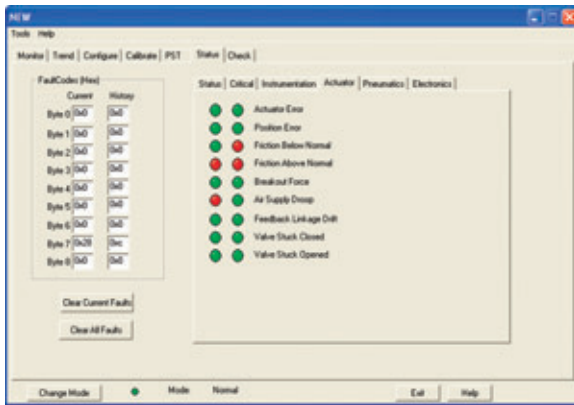 NEW
Tools Help
Monitor Trend Configure Calibrate PST Status Check
FaultCodes (Hex)
Current History
Byte 0 0x0 0x0
Byte 1 0x0 0x0
Byte 2 0x0 0x0
Byte 3 0x0 0x0
Byte 4 0x0 0x0
Byte 5 0x0 0x0
Byte 6 0x0 0x0
Byte 7 0x28 0xc
Byte 8 0x0 0x0
Clear Current Faults
Clear All Faults
Status Critical Instrumentation Actuator Pneumatics Electronics
Actuator Error
Position Error
Friction Below Normal
Friction Above Normal
Breakout Force
Air Supply Droop
Feedback Linkage Drift
Valve Stuck Closed
Valve Stuck Opened
Change Mode Mode Normal Exit Help